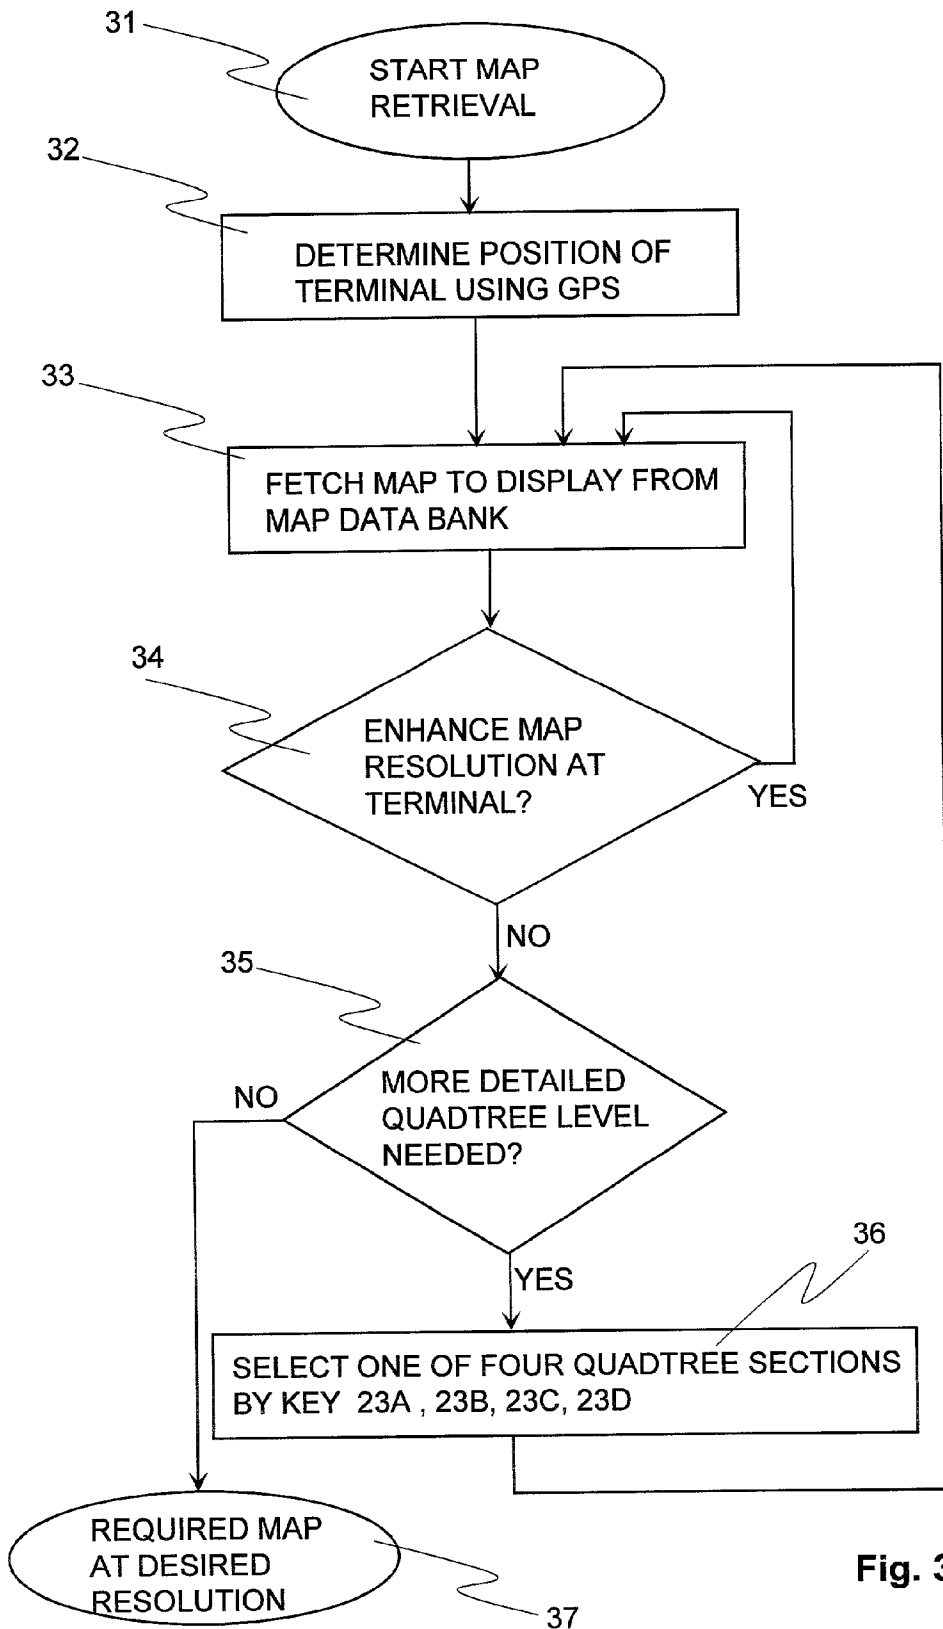 31
START MAP
RETRIEVAL
32
DETERMINE POSITION OF
TERMINAL USING GPS
33
FETCH MAP TO DISPLAY FROM
MAP DATA BANK
34
ENHANCE MAP
RESOLUTION AT
TERMINAL?
YES
NO
35
NO
MORE DETAILED
QUADTREE LEVEL
NEEDED?
YES
36
SELECT ONE OF FOUR QUADTREE SECTIONS
BY KEY 23A , 23B, 23C, 23D
REQUIRED MAP
AT DESIRED
RESOLUTION
37
Fig. 3